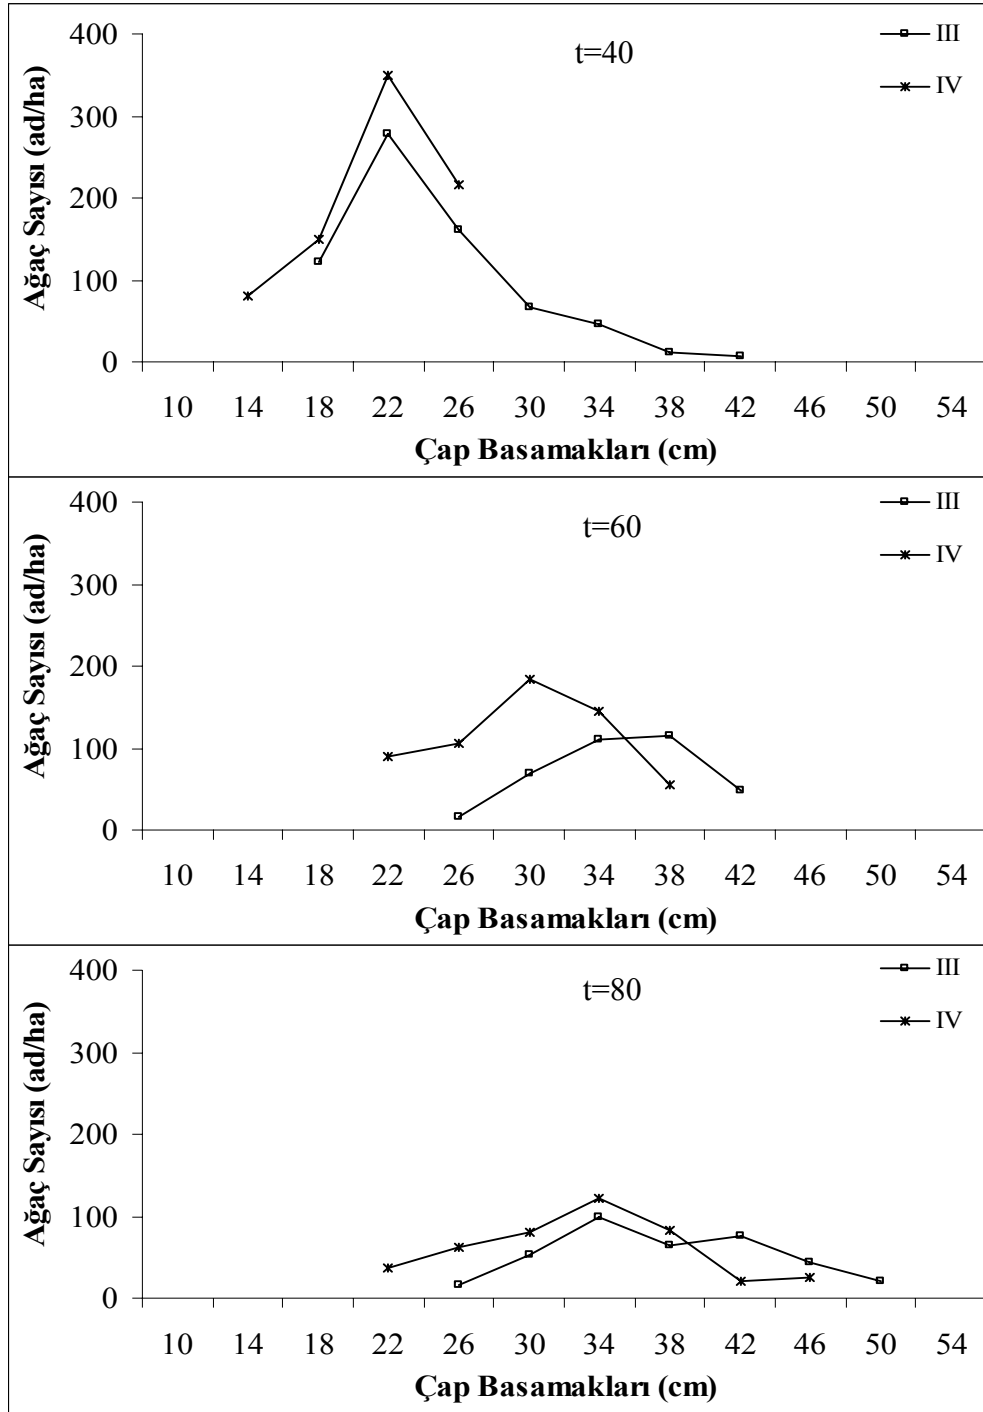 400
300
200
100
0
Ağaç Sayısı (ad/ha)
t=40
III
IV
10 14 18 22 26 30 34 38 42 46 50 54
Çap Basamakları (cm)
400
300
200
100
0
Ağaç Sayısı (ad/ha)
t=60
III
IV
10 14 18 22 26 30 34 38 42 46 50 54
Çap Basamakları (cm)
400
300
200
100
0
Ağaç Sayısı (ad/ha)
t=80
III
IV
10 14 18 22 26 30 34 38 42 46 50 54
Çap Basamakları (cm)